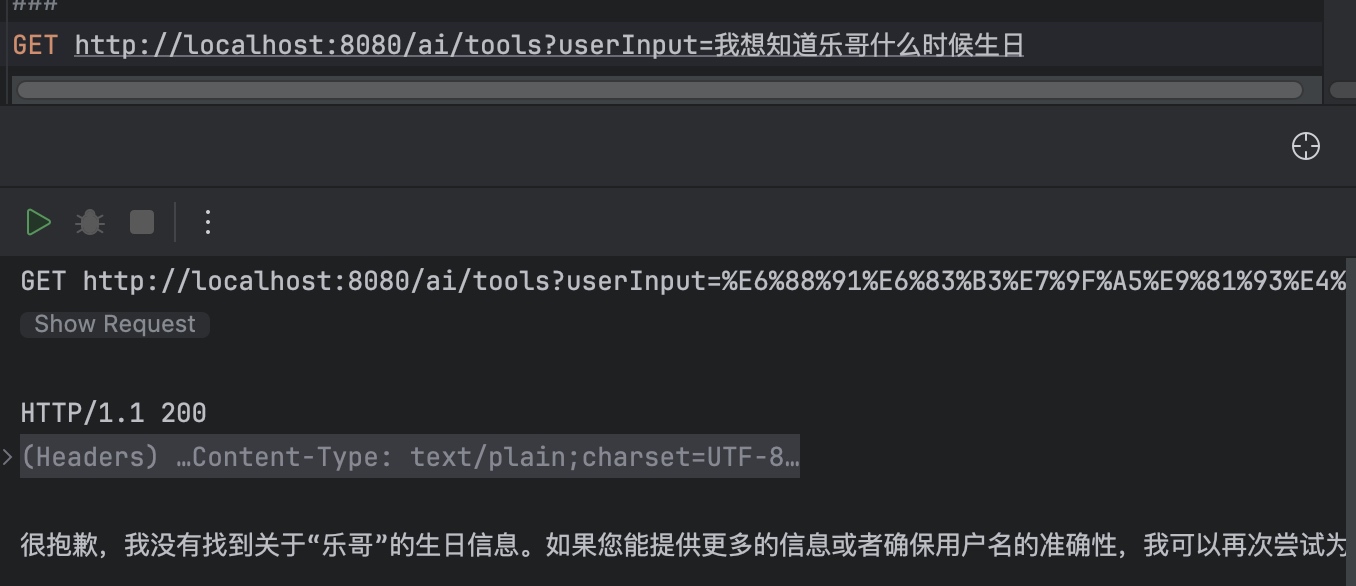 ###
GET http://localhost:8080/ai/tools?userInput=我想知道乐哥什么时候生日
GET http://localhost:8080/ai/tools?userInput=%E6%88%91%E6%83%B3%E7%9F%A5%E9%81%93%E4%
Show Request
HTTP/1.1 200
(Headers) …Content-Type: text/plain;charset=UTF-8…
很抱歉，我没有找到关于“乐哥”的生日信息。如果您能提供更多的信息或者确保用户名的准确性，我可以再次尝试为